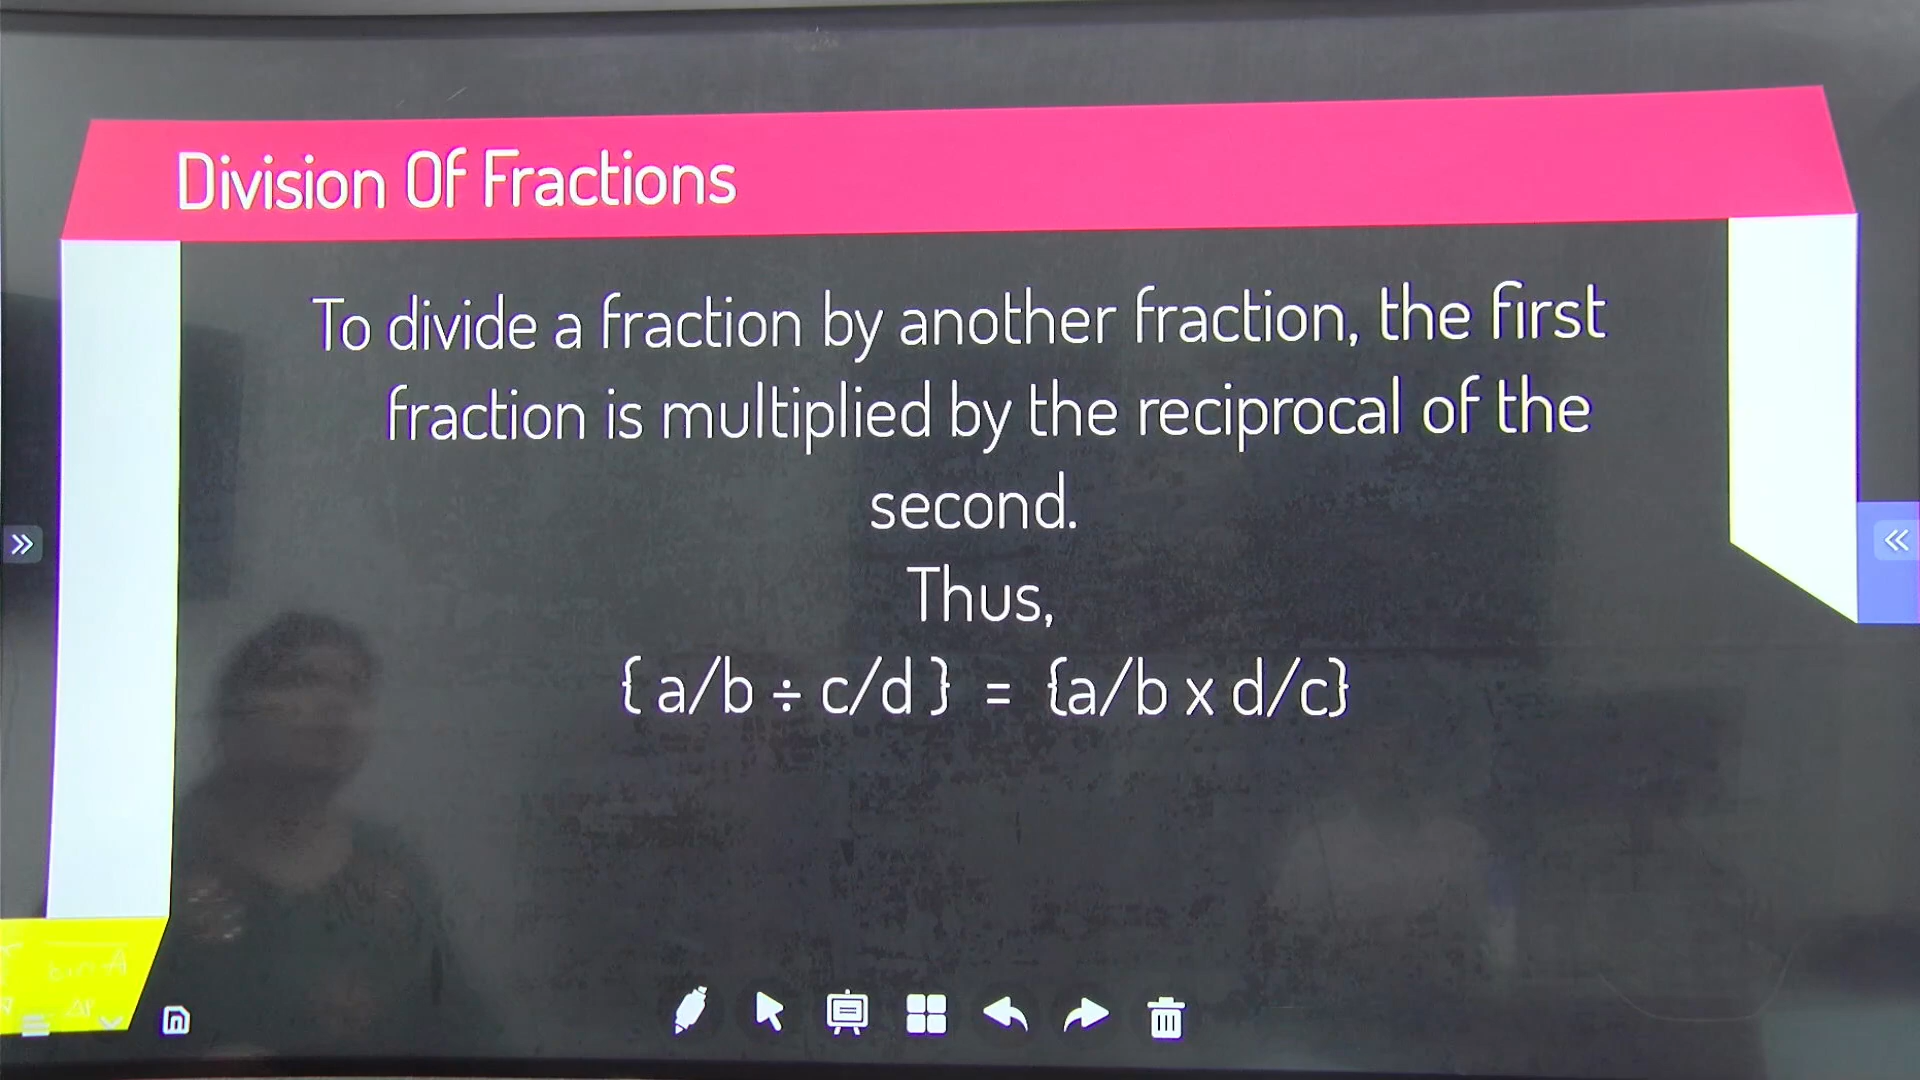 Division Of Fractions
To divide a fraction by another fraction, the first
fraction is multiplied by the reciprocal of the
second.
Thus,
{ a/b ÷ c/d } = {a/b x d/c}